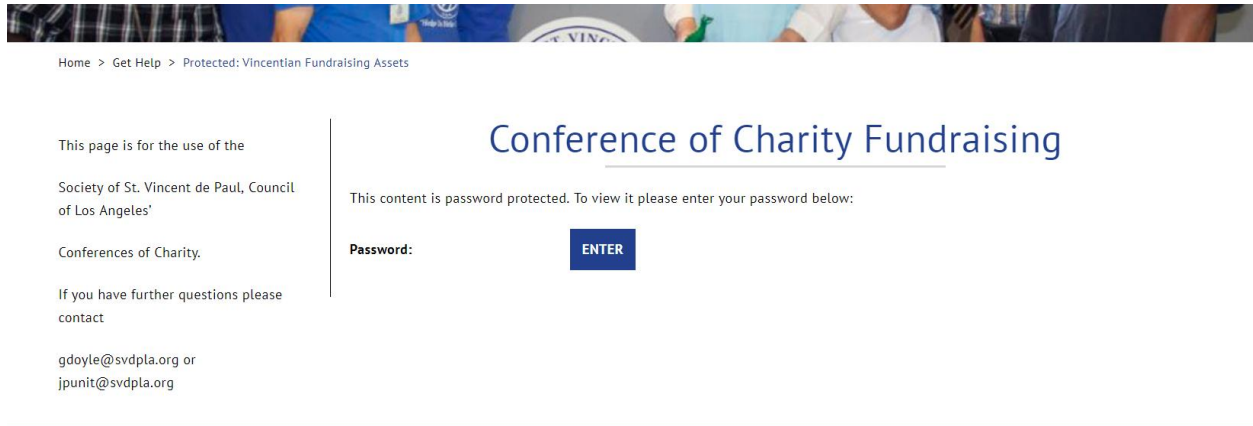 ST. VINC
Home > Get Help > Protected: Vincentian Fundraising Assets
This page is for the use of the
Society of St. Vincent de Paul, Council
of Los Angeles’
Conferences of Charity.
If you have further questions please
contact
gdoyle@svdpla.org or
jpunit@svdpla.org
Conference of Charity Fundraising
This content is password protected. To view it please enter your password below:
Password:
ENTER